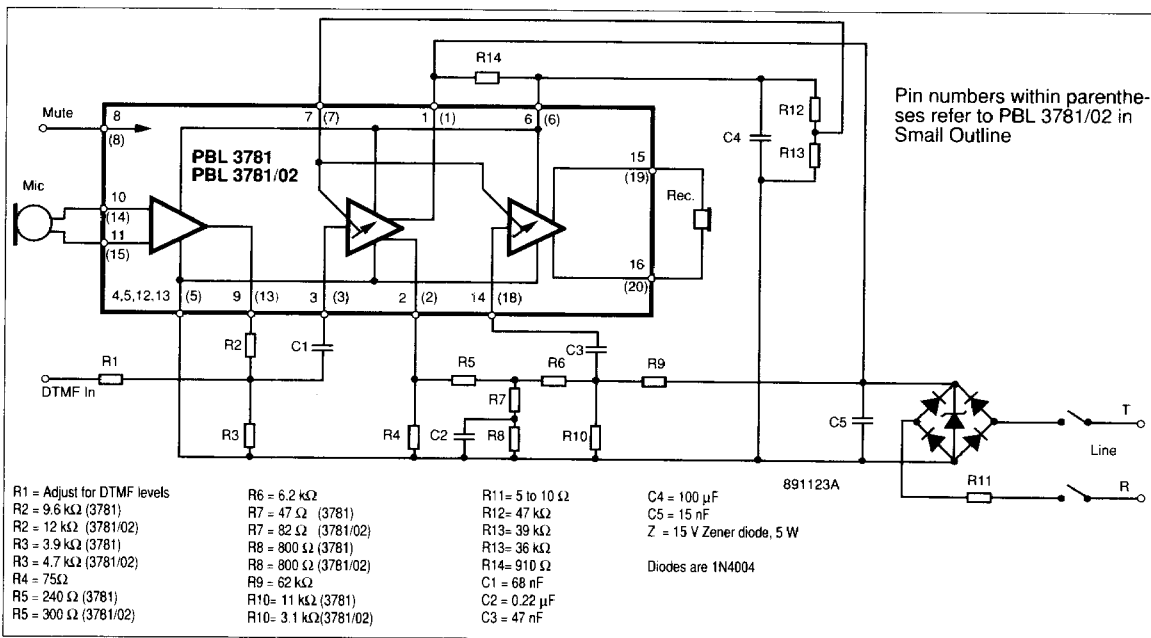 R14
Mute
8
(8)
7 (7)
1 (1)
6 (6)
R12
R13
C4
Pin numbers within parenthe-
ses refer to PBL 3781/02 in
Small Outline
PBL 3781
PBL 3781/02
Mic
10
(14)
11
(15)
15
(19)
Rec.
16
(20)
4,5,12,13 (5)
9 (13)
3 (3)
2 (2)
14 (18)
R1
DTMF In
R2
C1
R5
R6
C3
R9
R7
R3
R4
C2
R8
R10
C5
T
Line
R11
R
891123A
R1 = Adjust for DTMF levels
R2 = 9.6 kΩ (3781)
R2 = 12 kΩ (3781/02)
R3 = 3.9 kΩ (3781)
R3 = 4.7 kΩ (3781/02)
R4 = 75Ω
R5 = 240 Ω (3781)
R5 = 300 Ω (3781/02)
R6 = 6.2 kΩ
R7 = 47 Ω (3781)
R7 = 82 Ω (3781/02)
R8 = 800 Ω (3781)
R8 = 800 Ω (3781/02)
R9 = 62 kΩ
R10= 11 kΩ (3781)
R10= 3.1 kΩ(3781/02)
R11= 5 to 10 Ω
R12= 47 kΩ
R13= 39 kΩ
R13= 36 kΩ
R14= 910 Ω
C1 = 68 nF
C2 = 0.22 µF
C3 = 47 nF
C4 = 100 µF
C5 = 15 nF
Z = 15 V Zener diode, 5 W
Diodes are 1N4004